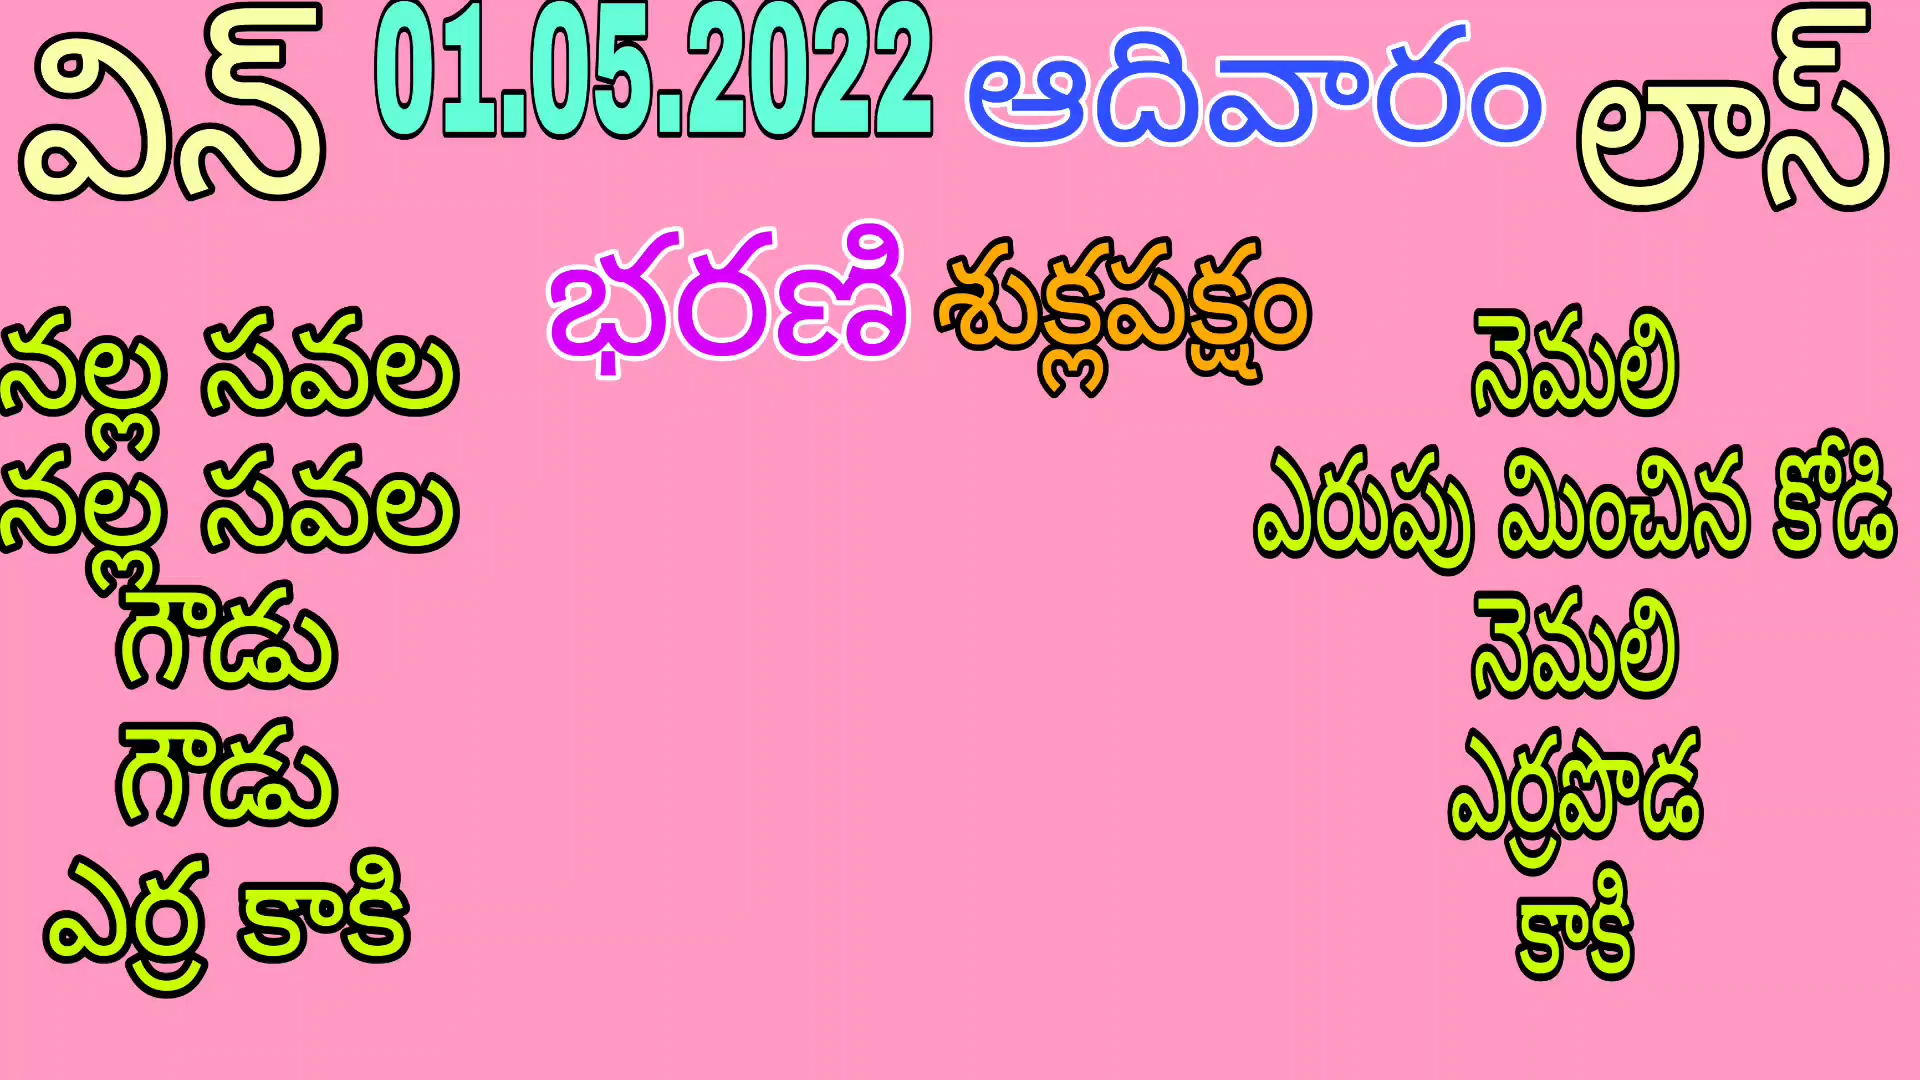 విన్ 01.05.2022 ఆదివారం లాస్
భరణి శుక్లపక్షం
నల్ల సవల నెమలి
నల్ల సవల ఎరుపు మించిన కోడి
గౌడు నెమలి
గౌడు ఎర్రపొడ
ఎర్ర కాకి కాకి